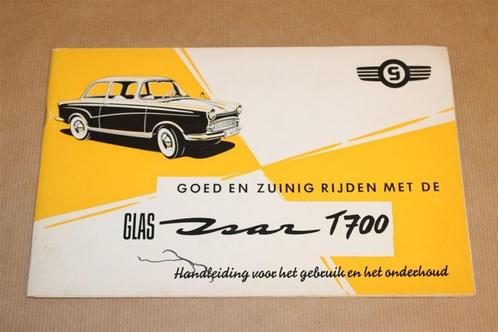 GOED EN ZUINIG RIJDEN MET DE
GLAS Isar T700
Handleiding voor het gebruik en het onderhoud